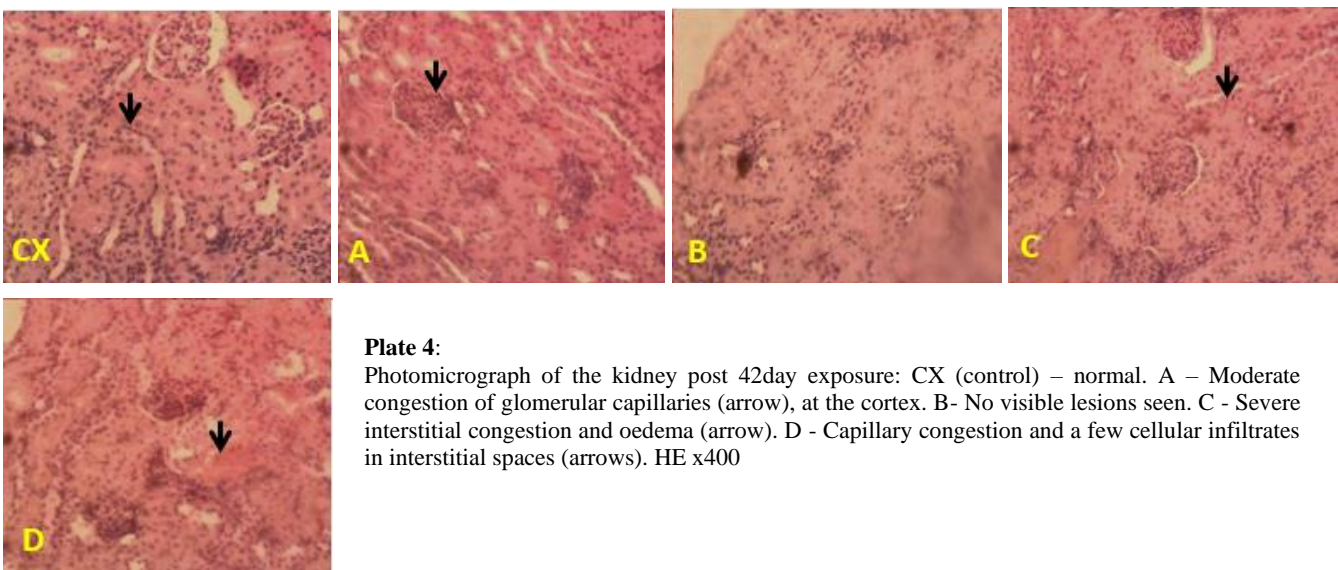 CX
A
B
C
D
Plate 4:
Photomicrograph of the kidney post 42day exposure: CX (control) – normal. A – Moderate
congestion of glomerular capillaries (arrow), at the cortex. B- No visible lesions seen. C - Severe
interstitial congestion and oedema (arrow). D - Capillary congestion and a few cellular infiltrates
in interstitial spaces (arrows). HE x400